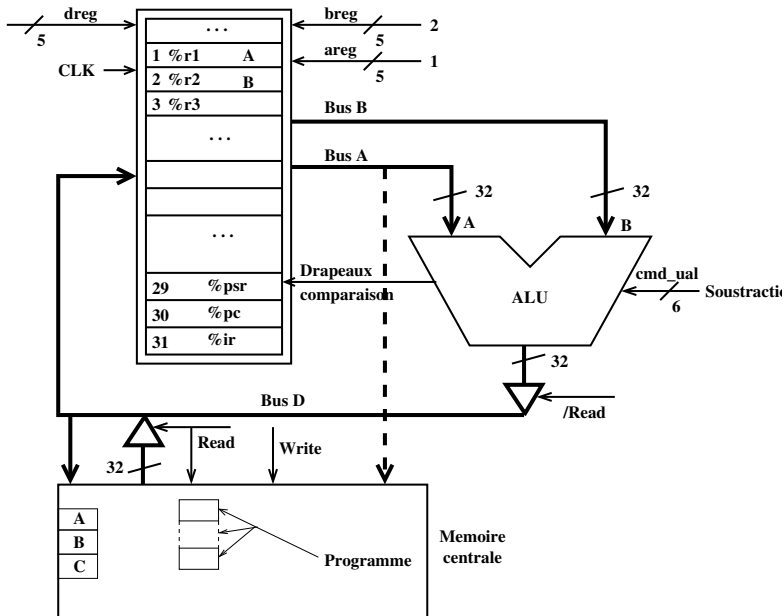 dreg
5
CLK
. . .
1 %r1 A
2 %r2 B
3 %r3
. . .
. . .
29 %psr
30 %pc
31 %ir
breg
5
2
areg
5
1
Bus B
Bus A
32
32
A
B
ALU
cmd_ual
6
Soustractio
Drapeaux
comparaison
32
/Read
Bus D
Read
Write
32
A
B
C
Programme
Memoire
centrale